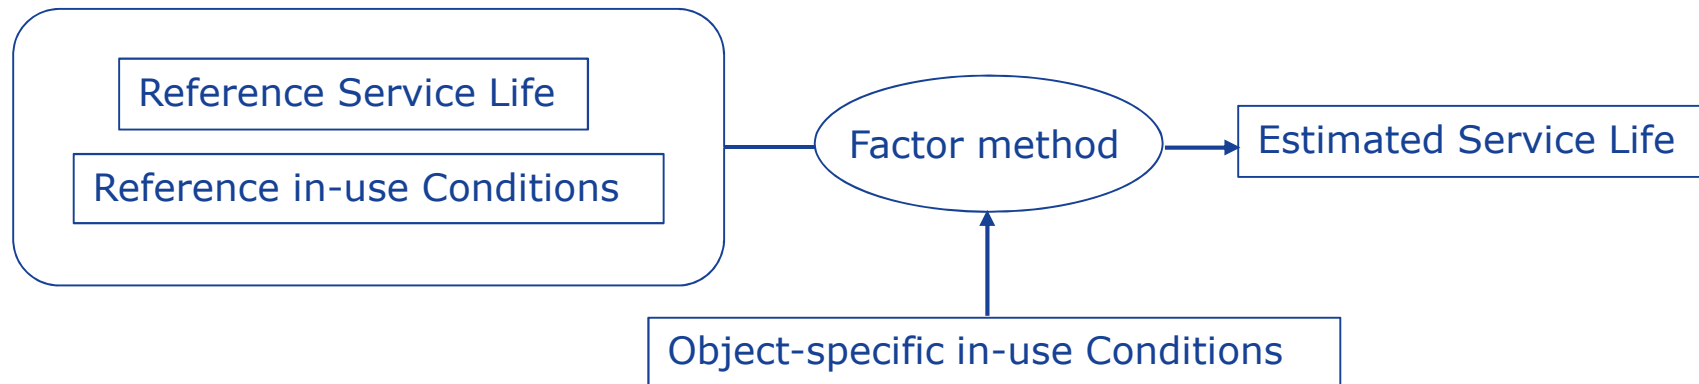 Reference Service Life
Reference in-use Conditions
Factor method
Estimated Service Life
Object-specific in-use Conditions